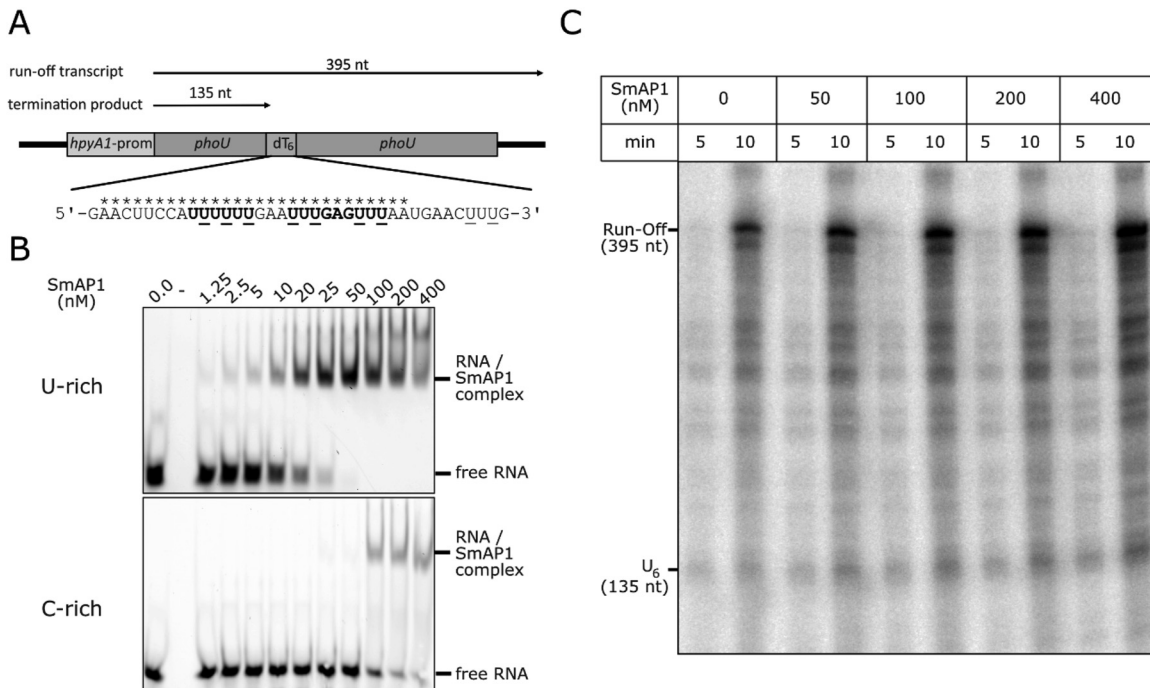 A
run-off transcript
395 nt
termination product
135 nt
hpyA1-prom phoU dT6 phoU
****************************
5'-GAACUUCCAUUUUUUGAAUUUGAGUUUAAUGAACUUUG-3'
B
SmAP1
(nM)
0.0 - 1.25 2.5 5 10 20 25 50 100 200 400
U-rich
RNA /
SmAP1
complex
free RNA
C-rich
RNA /
SmAP1
complex
free RNA
C
SmAP1
(nM)
0 50 100 200 400
min 5 10 5 10 5 10 5 10 5 10
Run-Off
(395 nt)
U6
(135 nt)